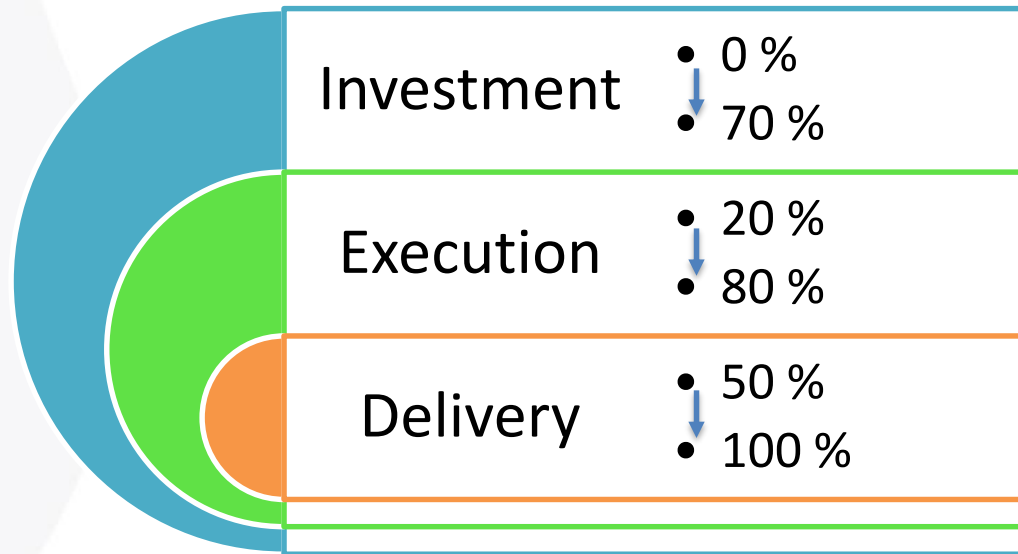 Investment
• 0 %
• 70 %
Execution
• 20 %
• 80 %
Delivery
• 50 %
• 100 %